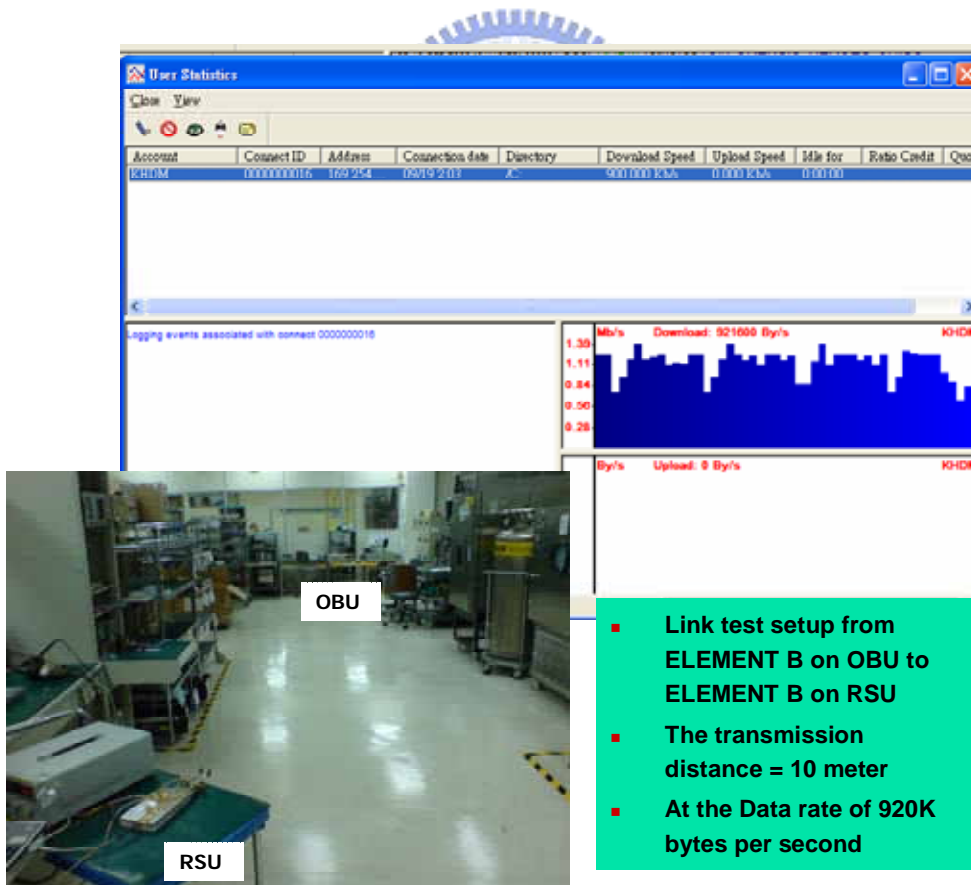 User Statistics
Close View
Account Connect ID Address Connection date Directory Download Speed Upload Speed Idle for Ratio Credit Quo
KHDM 0000000016 169.254... 09/19 2:03 /C: 900.000 Kb/s 0.000 Kb/s 0:00:00
Logging events associated with connect 0000000016
Mb/s Download: 921600 By/s KHDM
1.39
1.11
0.84
0.56
0.28
By/s Upload: 0 By/s KHDM
OBU
RSU
■ Link test setup from
ELEMENT B on OBU to
ELEMENT B on RSU
■ The transmission
distance = 10 meter
■ At the Data rate of 920K
bytes per second